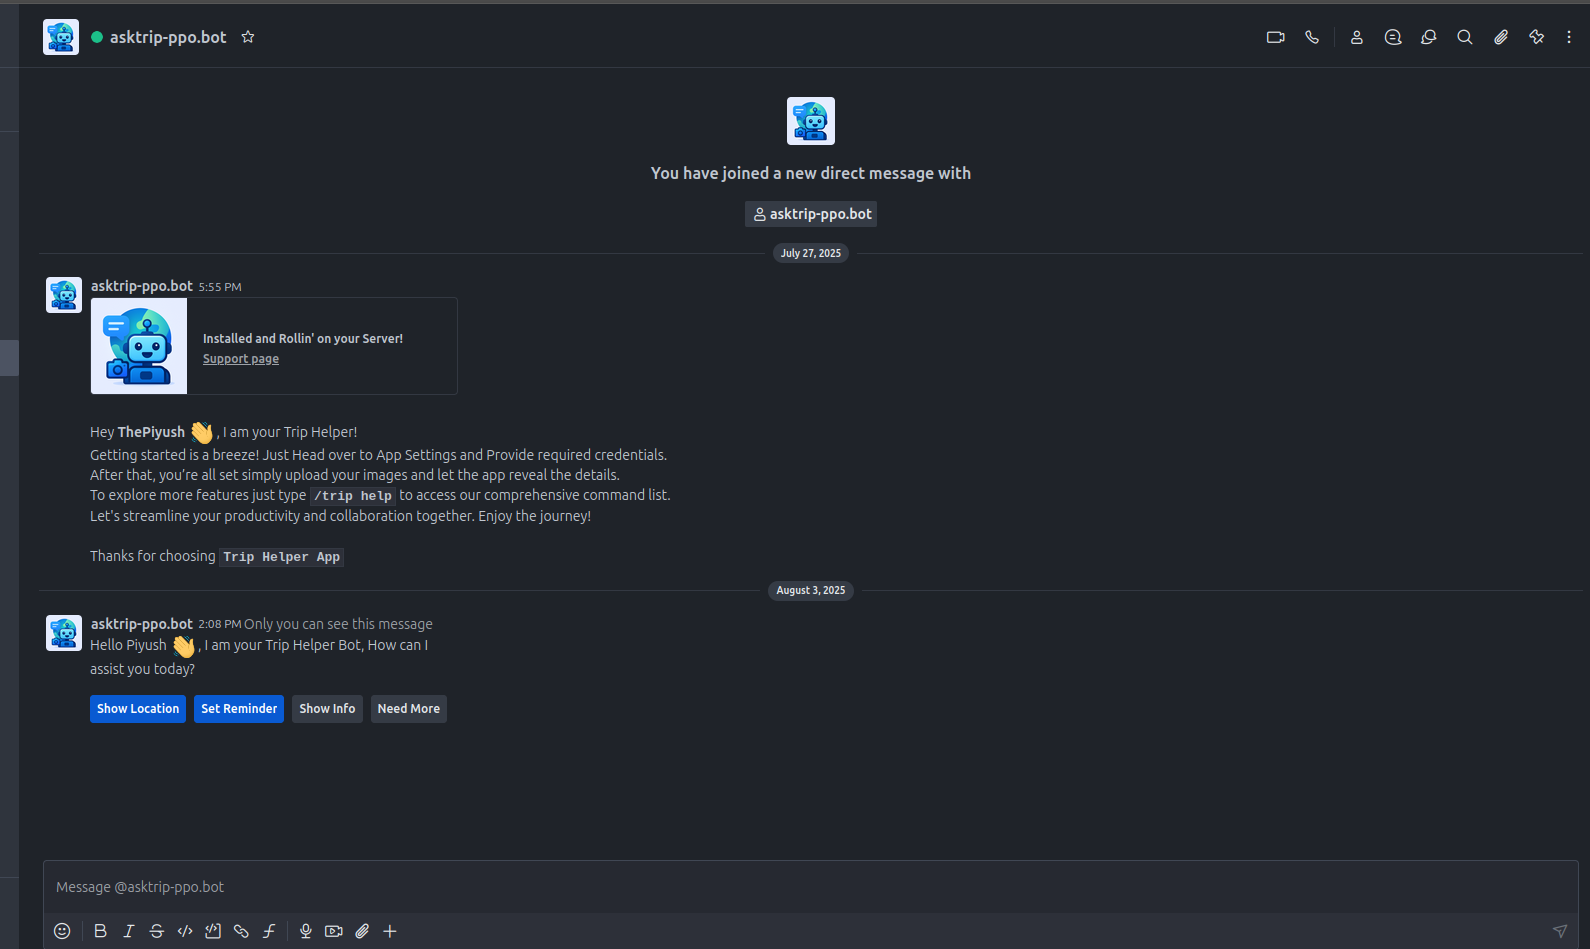 asktrip-ppo.bot
You have joined a new direct message with
asktrip-ppo.bot
July 27, 2025
asktrip-ppo.bot 5:55 PM
Installed and Rollin' on your Server!
Support page
Hey ThePiyush 👋, I am your Trip Helper!
Getting started is a breeze! Just Head over to App Settings and Provide required credentials.
After that, you're all set simply upload your images and let the app reveal the details.
To explore more features just type /trip help to access our comprehensive command list.
Let's streamline your productivity and collaboration together. Enjoy the journey!
Thanks for choosing Trip Helper App
August 3, 2025
asktrip-ppo.bot 2:08 PM Only you can see this message
Hello Piyush 👋, I am your Trip Helper Bot, How can I
assist you today?
Show Location Set Reminder Show Info Need More
Message @asktrip-ppo.bot